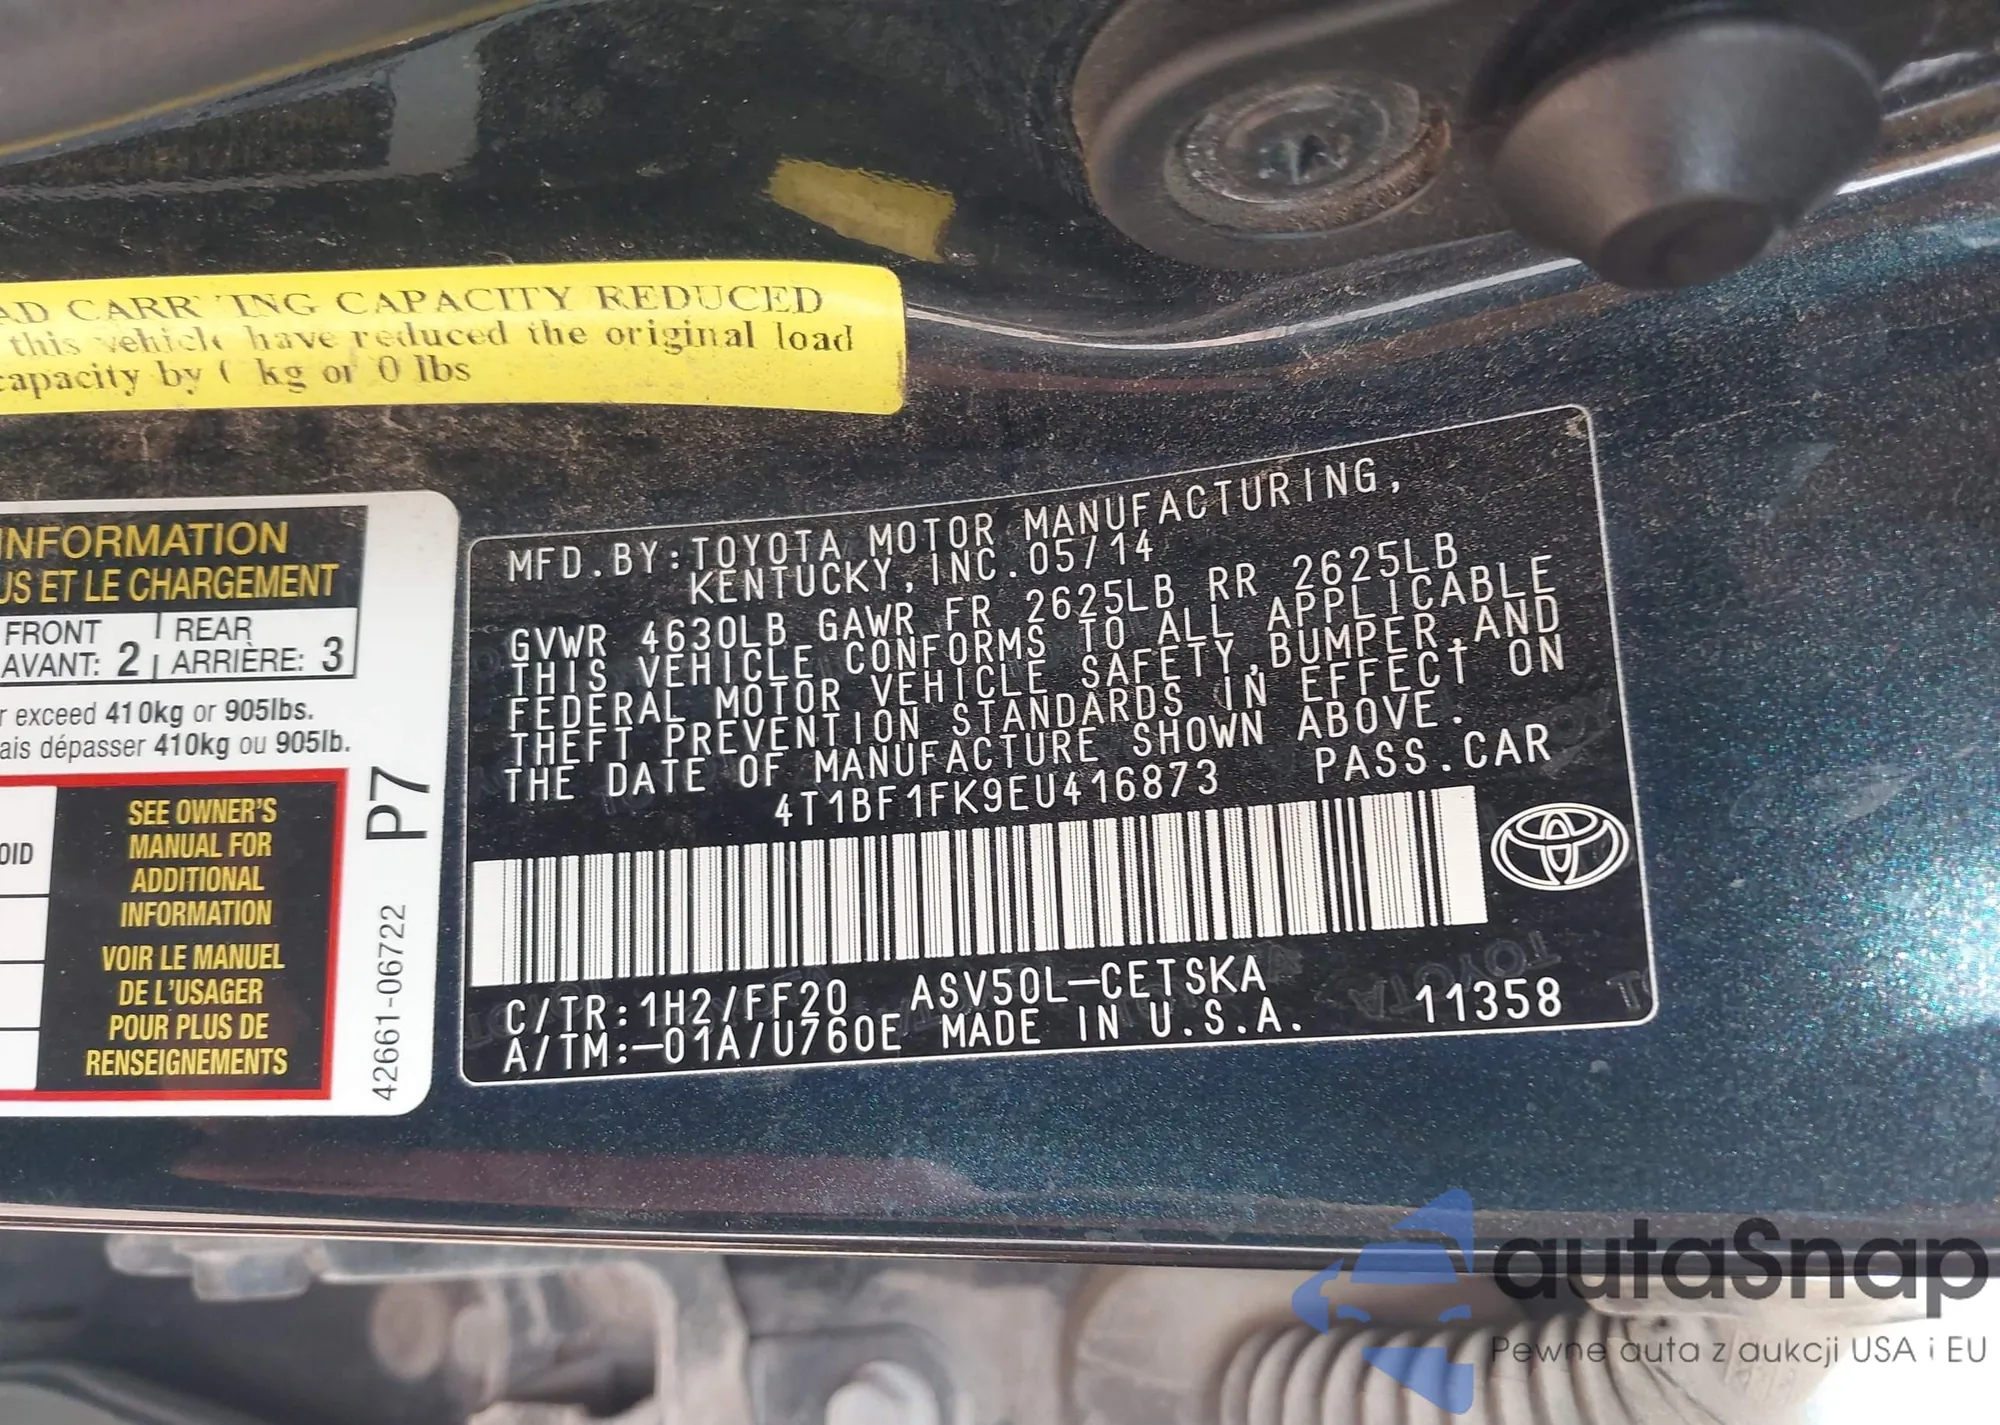 AD CARR 'ING CAPACITY REDUCED
this vehicle have reduced the original load
capacity by ( kg or 0 lbs
INFORMATION
US ET LE CHARGEMENT
FRONT REAR
AVANT: 2 ARRIÈRE: 3
r exceed 410kg or 905lbs.
ais dépasser 410kg ou 905lb.
OID
SEE OWNER'S
MANUAL FOR
ADDITIONAL
INFORMATION
VOIR LE MANUEL
DE L'USAGER
POUR PLUS DE
RENSEIGNEMENTS
P7
42661-06722
MFD.BY:TOYOTA MOTOR MANUFACTURING,
KENTUCKY,INC.05/14
GVWR 4630LB GAWR FR 2625LB RR 2625LB
THIS VEHICLE CONFORMS TO ALL APPLICABLE
FEDERAL MOTOR VEHICLE SAFETY,BUMPER,AND
THEFT PREVENTION STANDARDS IN EFFECT ON
THE DATE OF MANUFACTURE SHOWN ABOVE.
4T1BF1FK9EU416873 PASS.CAR
C/TR:1H2/FF20 ASV50L-CETSKA
A/TM:-01A/U760E MADE IN U.S.A. 11358
autaSnap
Pewne auta z aukcji USA i EU